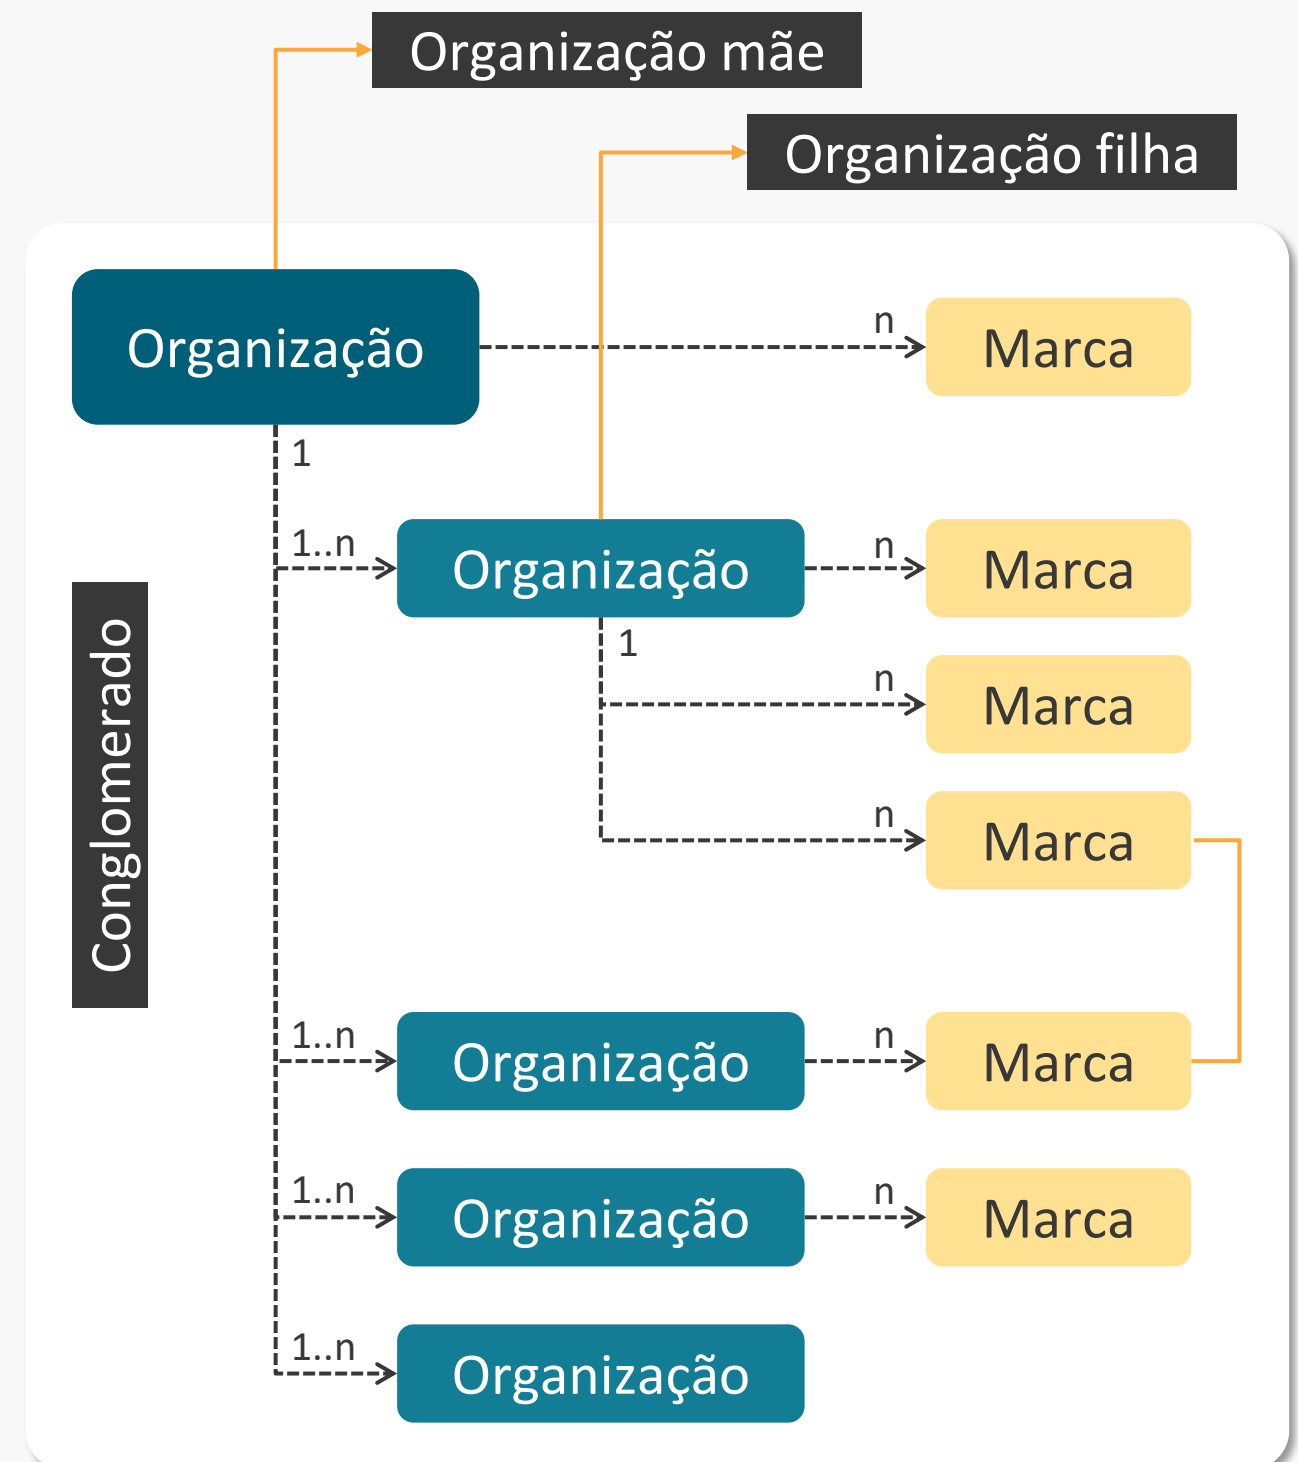 Organização mãe
Organização filha
Organização
n
Marca
1
1..n
Organização
n
Marca
1
n
Marca
n
Marca
Conglomerado
1..n
Organização
n
Marca
1..n
Organização
n
Marca
1..n
Organização